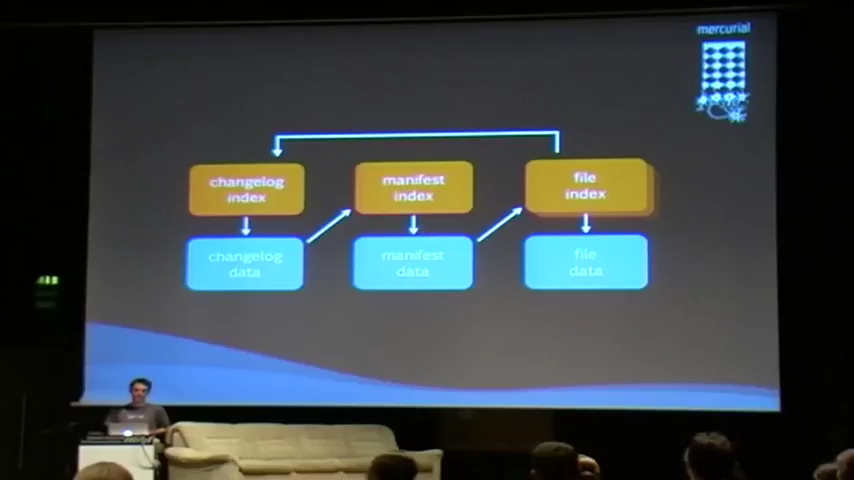 mercurial
changelog
index
manifest
index
file
index
changelog
data
manifest
data
file
data